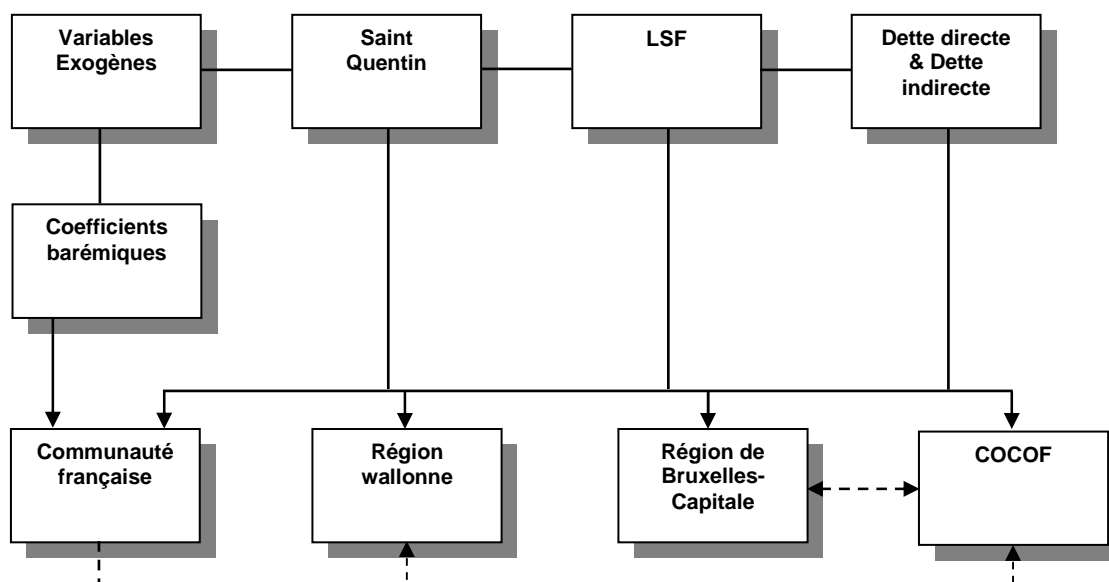 Variables
Exogènes
Saint
Quentin
LSF
Dette directe
& Dette
indirecte
Coefficients
barémiques
Communauté
française
Région
wallonne
Région de
Bruxelles-
Capitale
COCOF